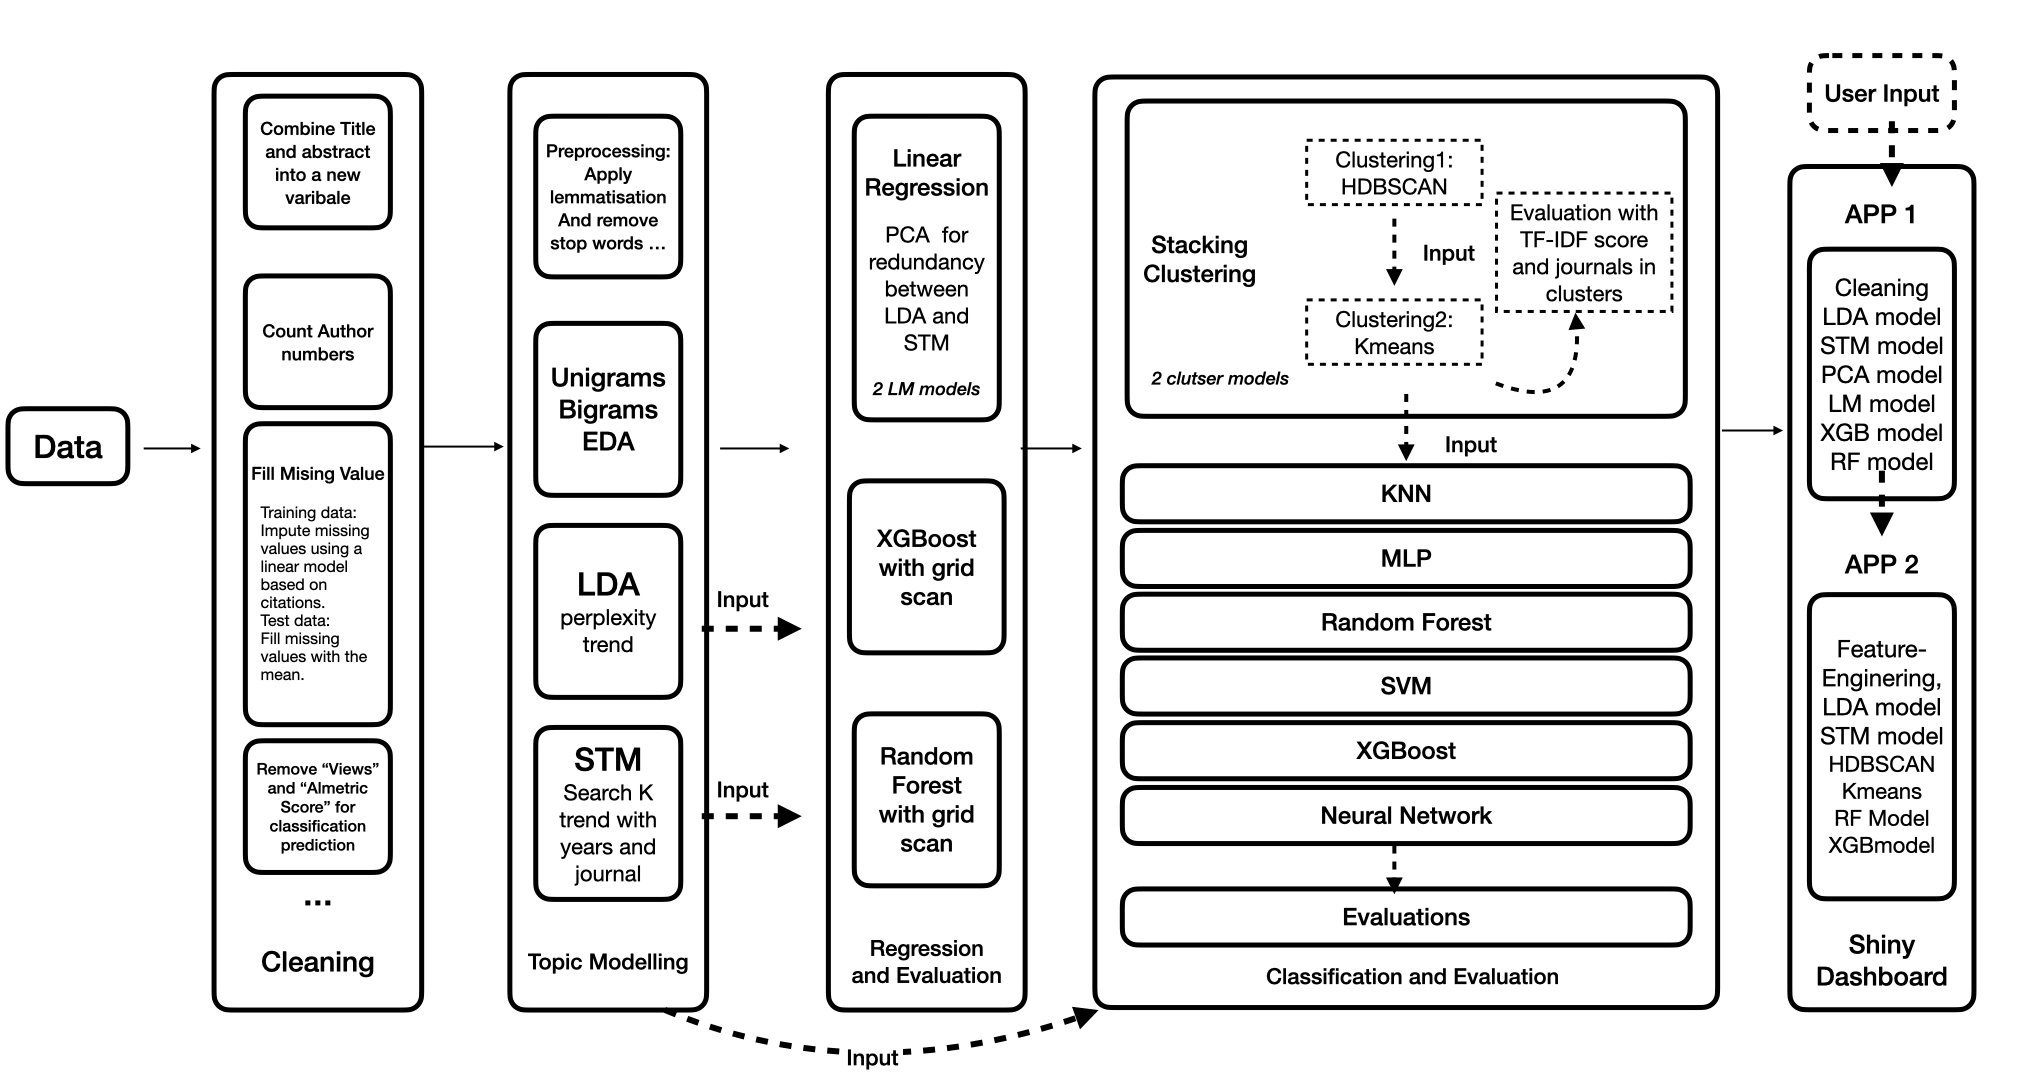 Data
Combine Title
and abstract
into a new
varibale
Count Author
numbers
Fill Mising Value
Training data:
Impute missing
values using a
linear model
based on
citations.
Test data:
Fill missing
values with the
mean.
Remove “Views”
and “Almetric
Score” for
classification
prediction
...
Cleaning
Preprocessing:
Apply
lemmatisation
And remove
stop words ...
Unigrams
Bigrams
EDA
LDA
perplexity
trend
STM
Search K
trend with
years and
journal
Topic Modelling
Input
Input
Input
Linear
Regression
PCA for
redundancy
between
LDA and
STM
2 LM models
XGBoost
with grid
scan
Random
Forest
with grid
scan
Regression
and Evaluation
Stacking
Clustering
2 clutser models
Clustering1:
HDBSCAN
Input
Clustering2:
Kmeans
Evaluation with
TF-IDF score
and journals in
clusters
Input
KNN
MLP
Random Forest
SVM
XGBoost
Neural Network
Evaluations
Classification and Evaluation
User Input
APP 1
Cleaning
LDA model
STM model
PCA model
LM model
XGB model
RF model
APP 2
Feature-
Enginering,
LDA model
STM model
HDBSCAN
Kmeans
RF Model
XGBmodel
Shiny
Dashboard